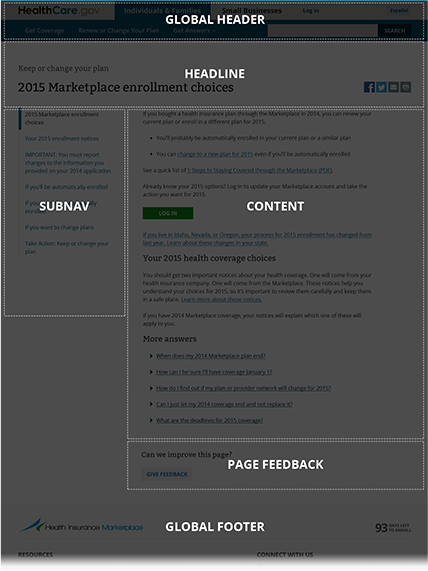 HealthCare.gov Individuals & Families Small Businesses Log in Español
GLOBAL HEADER
Get Coverage Renew or Change Your Plan Get Answers SEARCH
Keep or change your plan
HEADLINE
2015 Marketplace enrollment choices
2015 Marketplace enrollment choices
Your 2015 enrollment notices
IMPORTANT: You must report
changes to the information you
provided on your 2014 application
If you'll be automatically enrolled
If you
enrolled
SUBNAV
If you want to change plans
Take Action: Keep or change your
plan
If you bought a health insurance plan through the Marketplace in 2014, you can renew your
current plan or enroll in a different plan for 2015.
You'll probably be automatically enrolled in your current plan or a similar plan
You can change to a new plan for 2015 even if you'll be automatically enrolled
See a quick list of 5 Steps to Staying Covered through the Marketplace (PDF).
Already know your 2015 options? Log in to update your Marketplace account and take the
action you want for 2015.
LOG IN
CONTENT
If you live in Idaho, Nevada, or Oregon, your process for 2015 enrollment has changed from
last year. Learn about these changes in your state.
Your 2015 health coverage choices
You should get two important notices about your health coverage. One will come from your
health insurance company. One will come from the Marketplace. These notices help you
understand your choices for 2015, so it's important to review them carefully and keep them
in a safe place. Learn more about these notices.
If you have 2014 Marketplace coverage, your notices will explain which one of these will
apply to you.
More answers
When does my 2014 Marketplace plan end?
How can I be sure I'll have coverage January 1?
How do I find out if my plan or provider network will change for 2015?
Can I just let my 2014 coverage end and not replace it?
What are the deadlines for 2015 coverage?
Can we improve this page?
PAGE FEEDBACK
GIVE FEEDBACK
Health Insurance Marketplace
GLOBAL FOOTER
93 DAYS LEFT
TO ENROLL
RESOURCES CONNECT WITH US